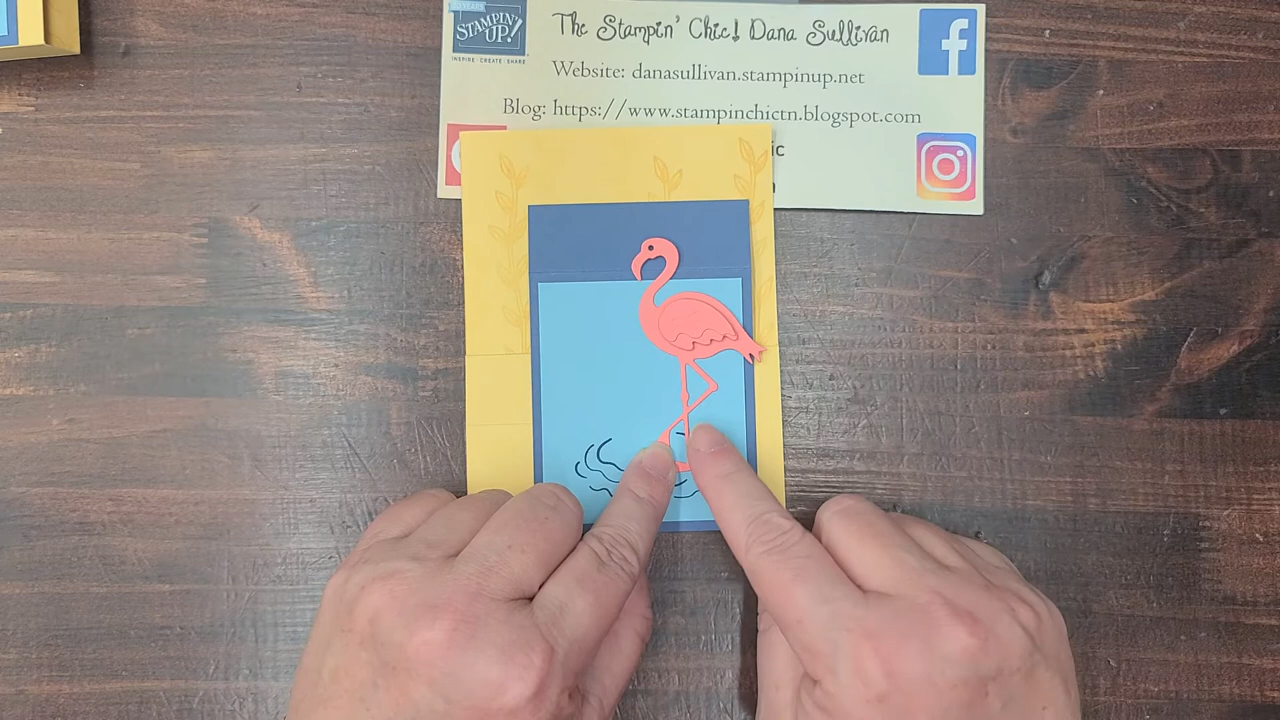 STAMPIN' UP!
INSPIRE · CREATE · SHARE
The Stampin' Chic! Dana Sullivan
Website: danasullivan.stampinup.net
Blog: https://www.stampinchictn.blogspot.com
ic